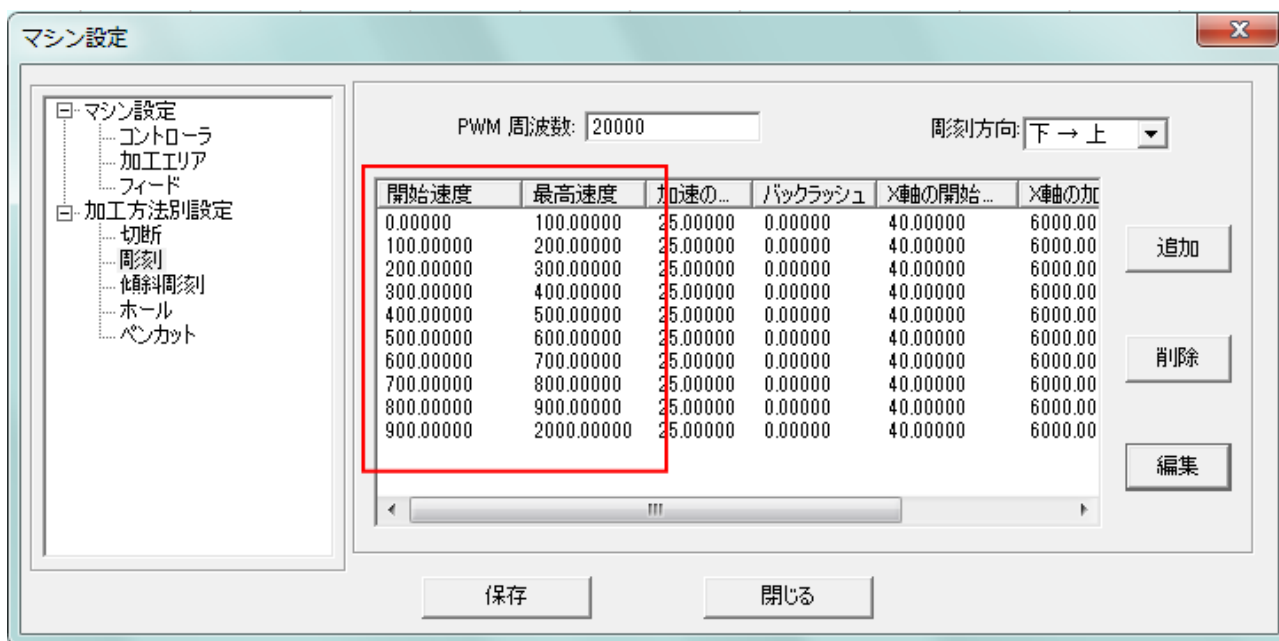 マシン設定
マシン設定
コントローラ
加工エリア
フィード
加工方法別設定
切断
彫刻
傾斜彫刻
ホール
ペンカット
PWM 周波数: 20000
彫刻方向: 下 → 上
開始速度 最高速度 加速の... バックラッシュ X軸の開始... X軸の加
0.00000 100.00000 25.00000 0.00000 40.00000 6000.00
100.00000 200.00000 25.00000 0.00000 40.00000 6000.00
200.00000 300.00000 25.00000 0.00000 40.00000 6000.00
300.00000 400.00000 25.00000 0.00000 40.00000 6000.00
400.00000 500.00000 25.00000 0.00000 40.00000 6000.00
500.00000 600.00000 25.00000 0.00000 40.00000 6000.00
600.00000 700.00000 25.00000 0.00000 40.00000 6000.00
700.00000 800.00000 25.00000 0.00000 40.00000 6000.00
800.00000 900.00000 25.00000 0.00000 40.00000 6000.00
900.00000 2000.00000 25.00000 0.00000 40.00000 6000.00
追加
削除
編集
保存 閉じる